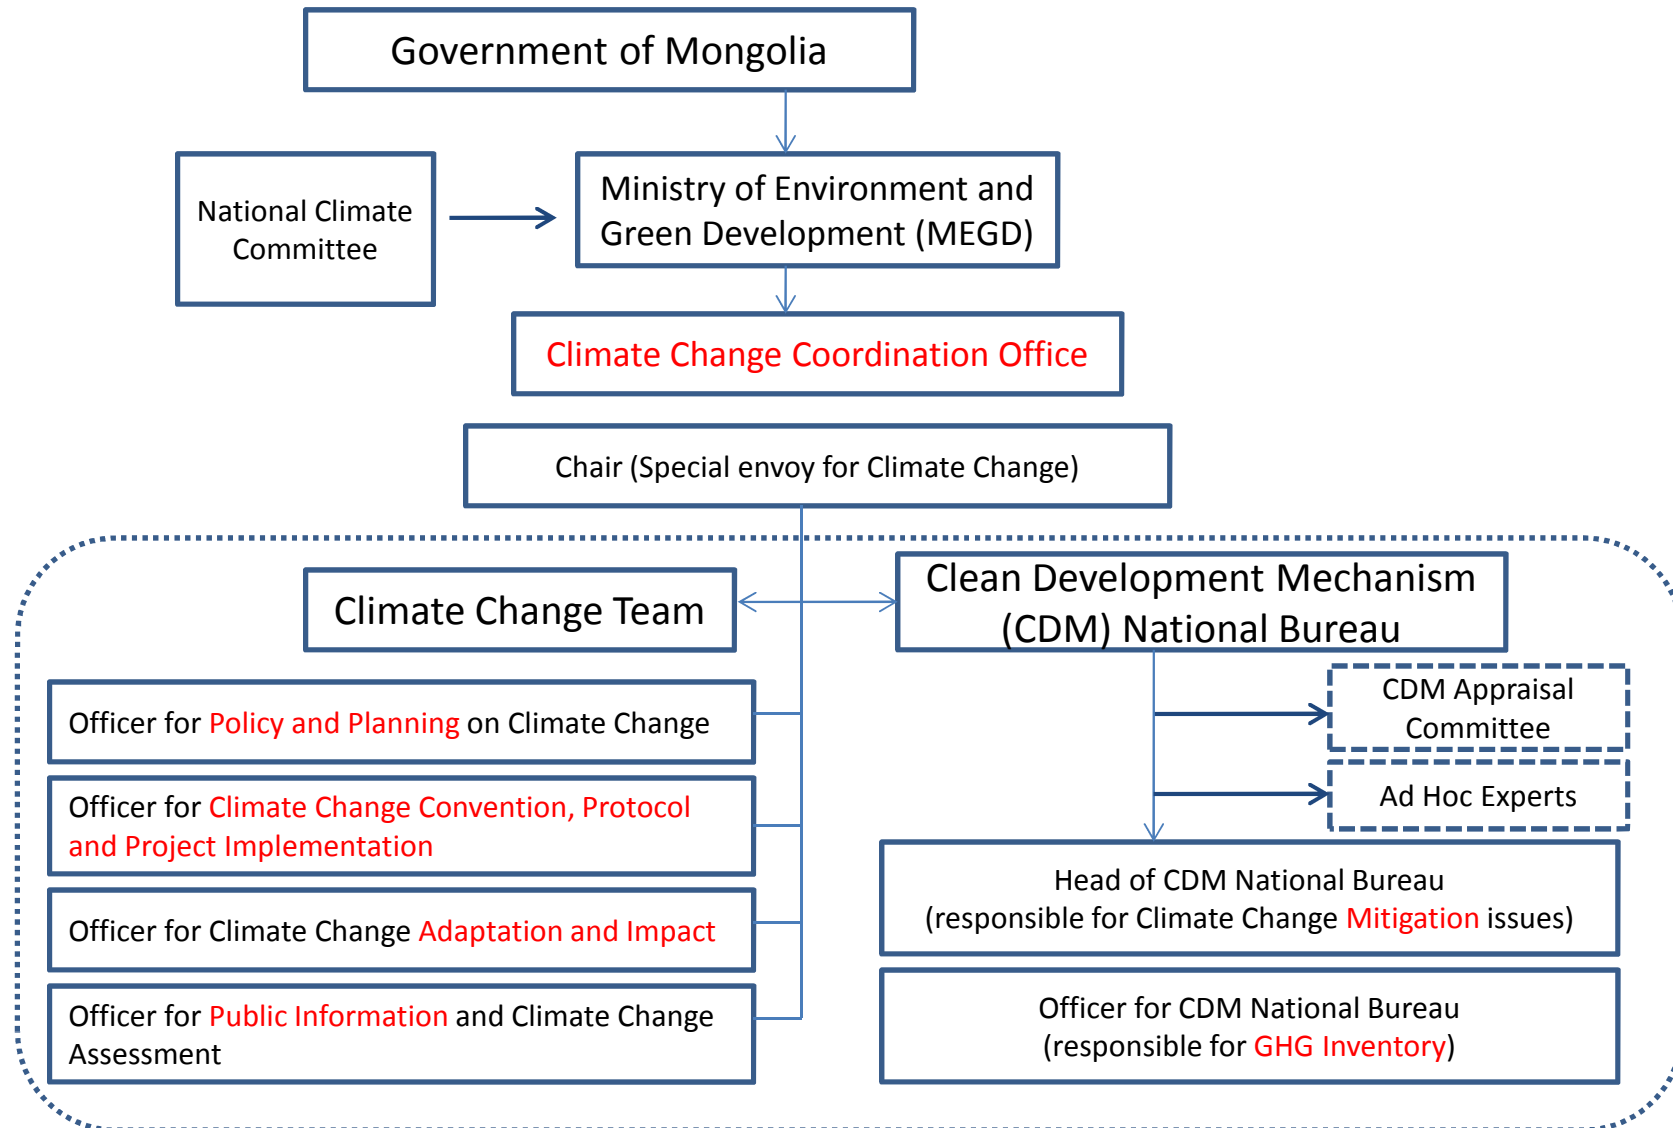 Government of Mongolia
National Climate
Committee
Ministry of Environment and
Green Development (MEGD)
Climate Change Coordination Office
Chair (Special envoy for Climate Change)
Climate Change Team
Clean Development Mechanism
(CDM) National Bureau
Officer for Policy and Planning on Climate Change
Officer for Climate Change Convention, Protocol
and Project Implementation
Officer for Climate Change Adaptation and Impact
Officer for Public Information and Climate Change
Assessment
CDM Appraisal
Committee
Ad Hoc Experts
Head of CDM National Bureau
(responsible for Climate Change Mitigation issues)
Officer for CDM National Bureau
(responsible for GHG Inventory)